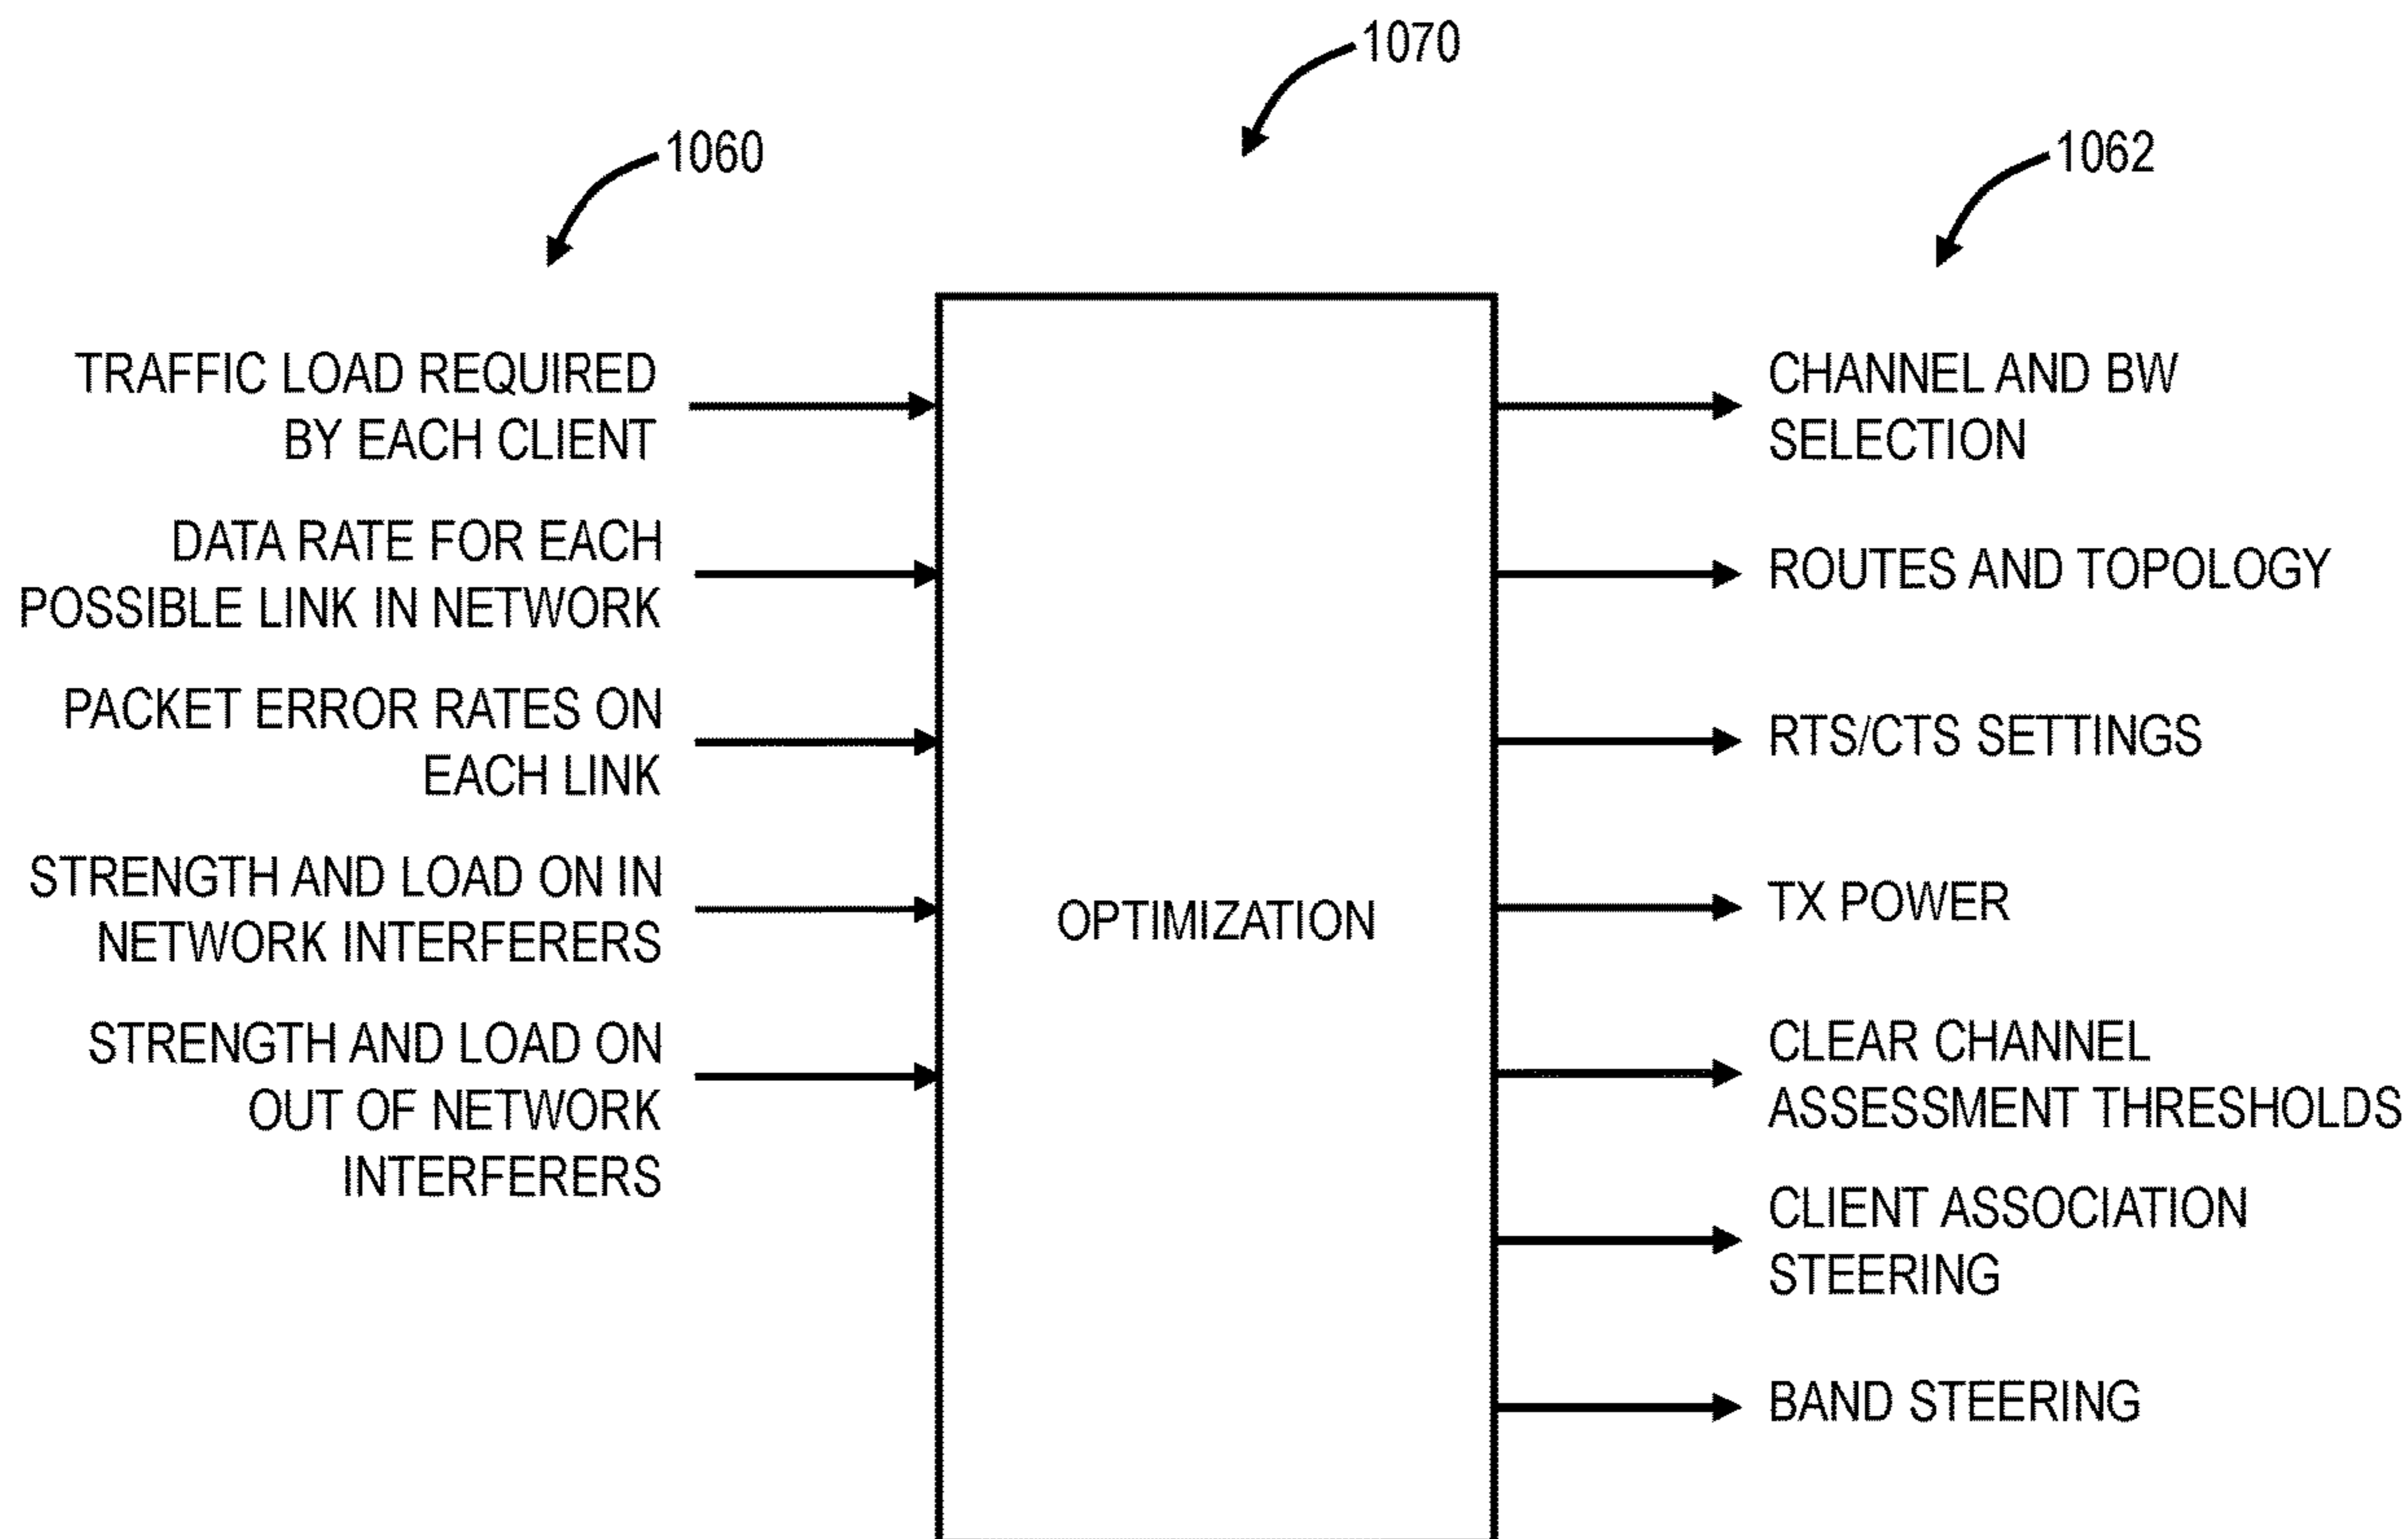 1070
1060
1062
TRAFFIC LOAD REQUIRED
BY EACH CLIENT
DATA RATE FOR EACH
POSSIBLE LINK IN NETWORK
PACKET ERROR RATES ON
EACH LINK
STRENGTH AND LOAD ON IN
NETWORK INTERFERERS
STRENGTH AND LOAD ON
OUT OF NETWORK
INTERFERERS
OPTIMIZATION
CHANNEL AND BW
SELECTION
ROUTES AND TOPOLOGY
RTS/CTS SETTINGS
TX POWER
CLEAR CHANNEL
ASSESSMENT THRESHOLDS
CLIENT ASSOCIATION
STEERING
BAND STEERING